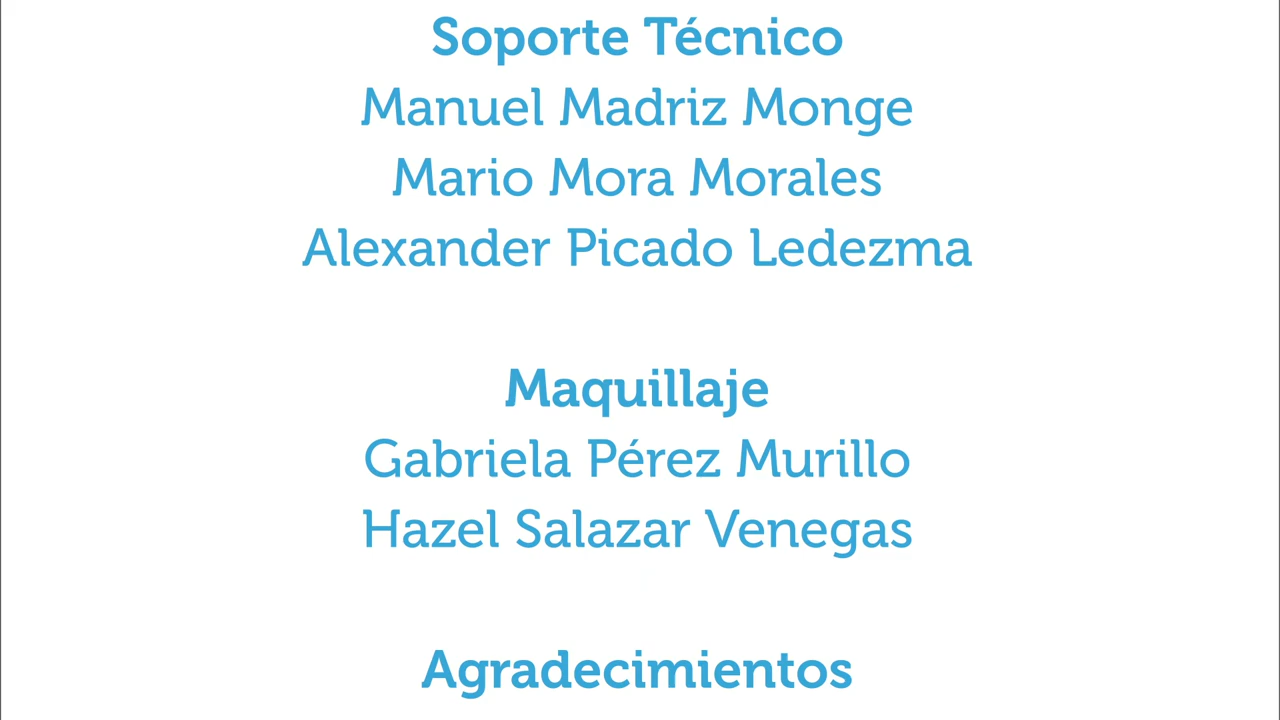 Soporte Técnico
Manuel Madriz Monge
Mario Mora Morales
Alexander Picado Ledezma
Maquillaje
Gabriela Pérez Murillo
Hazel Salazar Venegas
Agradecimientos